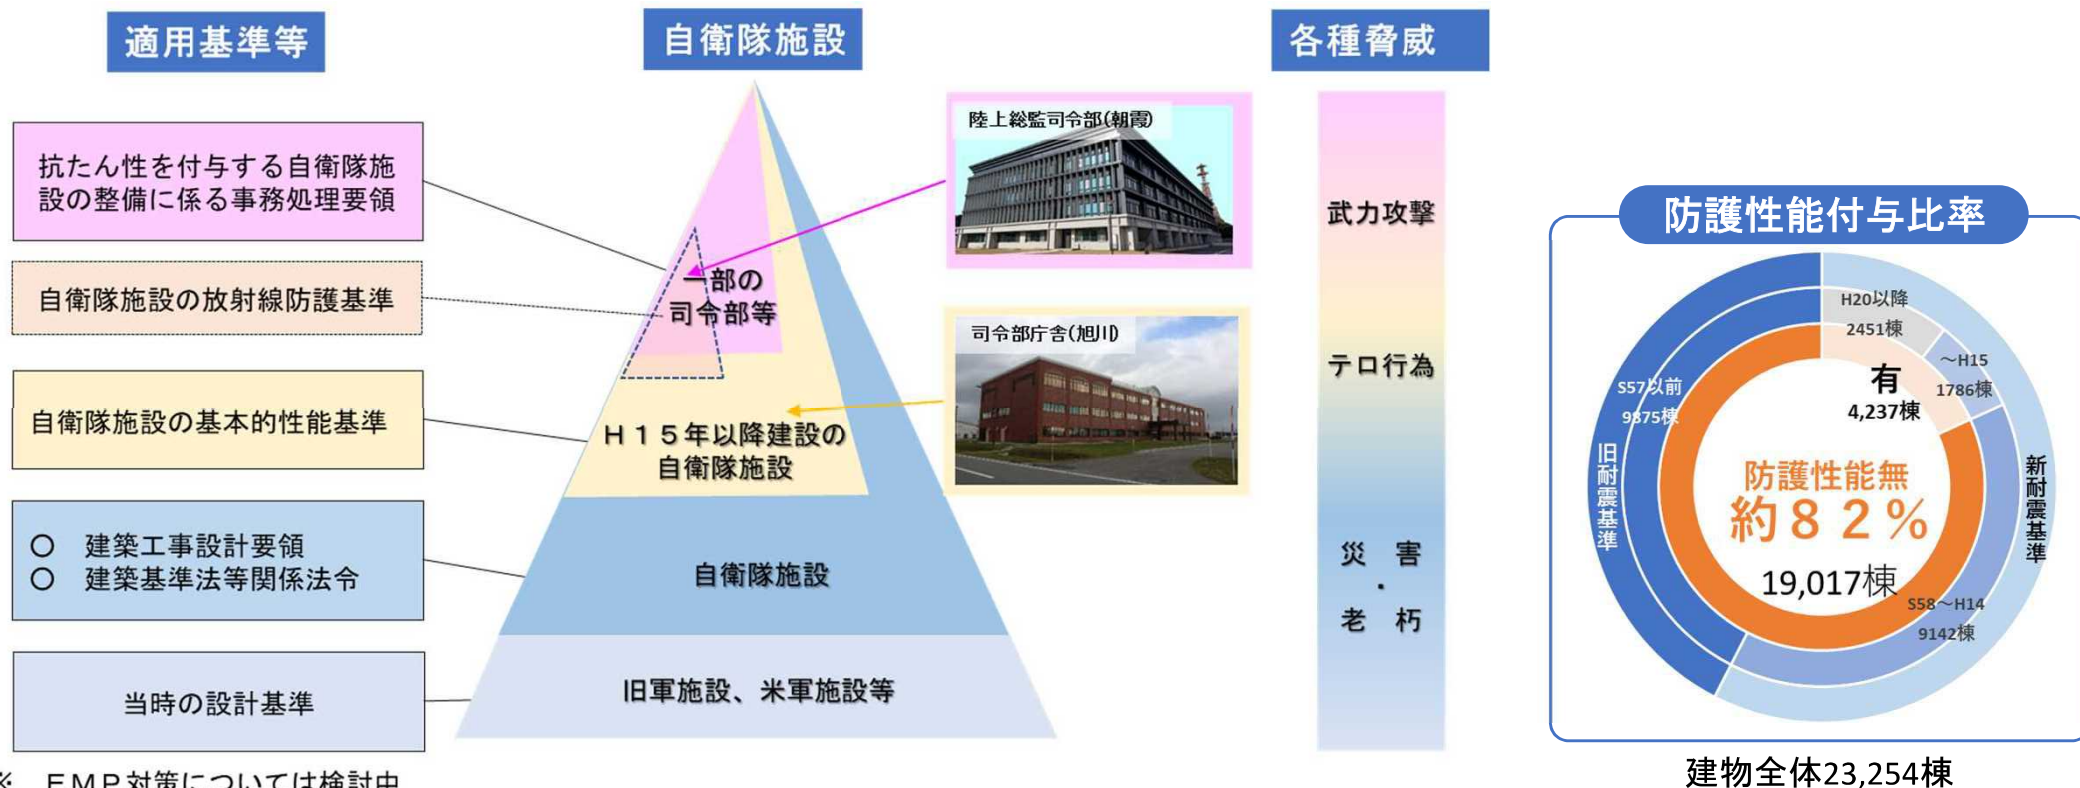 適用基準等
自衛隊施設
各種脅威
抗たん性を付与する自衛隊施
設の整備に係る事務処理要領
自衛隊施設の放射線防護基準
自衛隊施設の基本的性能基準
○ 建築工事設計要領
○ 建築基準法等関係法令
当時の設計基準
※ EMP対策については検討中
一部の
司令部等
H15年以降建設の
自衛隊施設
自衛隊施設
旧軍施設、米軍施設等
陸上総監司令部(朝霞)
司令部庁舎(旭川)
武力攻撃
テロ行為
災 害
・
老 朽
防護性能付与比率
H20以降
2451棟
～H15
1786棟
有
4,237棟
S57以前
9875棟
旧耐震基準
新耐震基準
防護性能無
約82%
19,017棟
S58～H14
9142棟
建物全体23,254棟